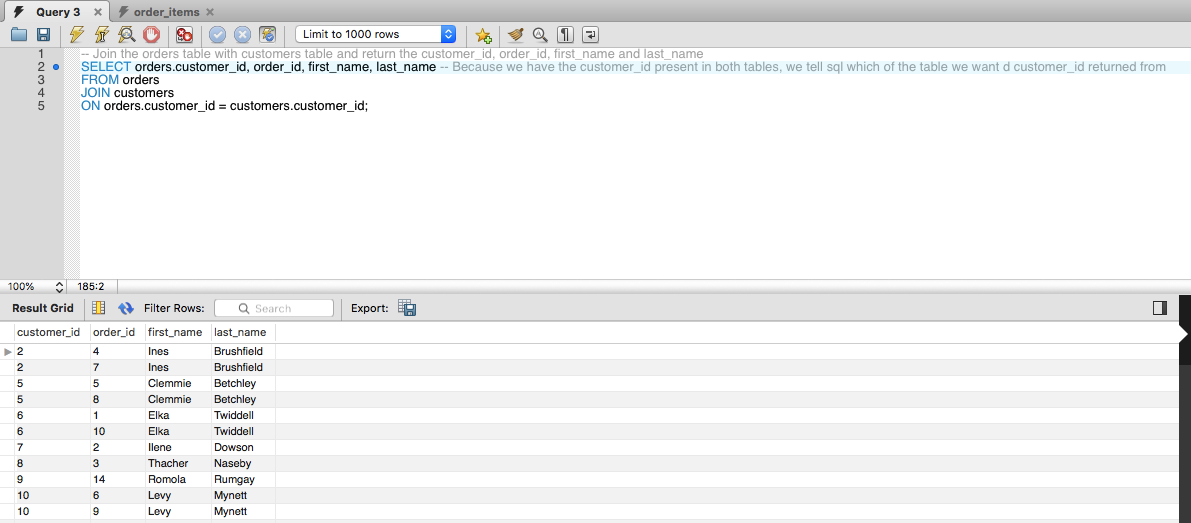 Query 3 × order_items ×
Limit to 1000 rows
1 -- Join the orders table with customers table and return the customer_id, order_id, first_name and last_name
2 SELECT orders.customer_id, order_id, first_name, last_name -- Because we have the customer_id present in both tables, we tell sql which of the table we want d customer_id returned from
3 FROM orders
4 JOIN customers
5 ON orders.customer_id = customers.customer_id;
100% 185:2
Result Grid Filter Rows: Search Export:
customer_id order_id first_name last_name
2 4 Ines Brushfield
2 7 Ines Brushfield
5 5 Clemmie Betchley
5 8 Clemmie Betchley
6 1 Elka Twiddell
6 10 Elka Twiddell
7 2 Ilene Dowson
8 3 Thacher Naseby
9 14 Romola Rumgay
10 6 Levy Mynett
10 9 Levy Mynett